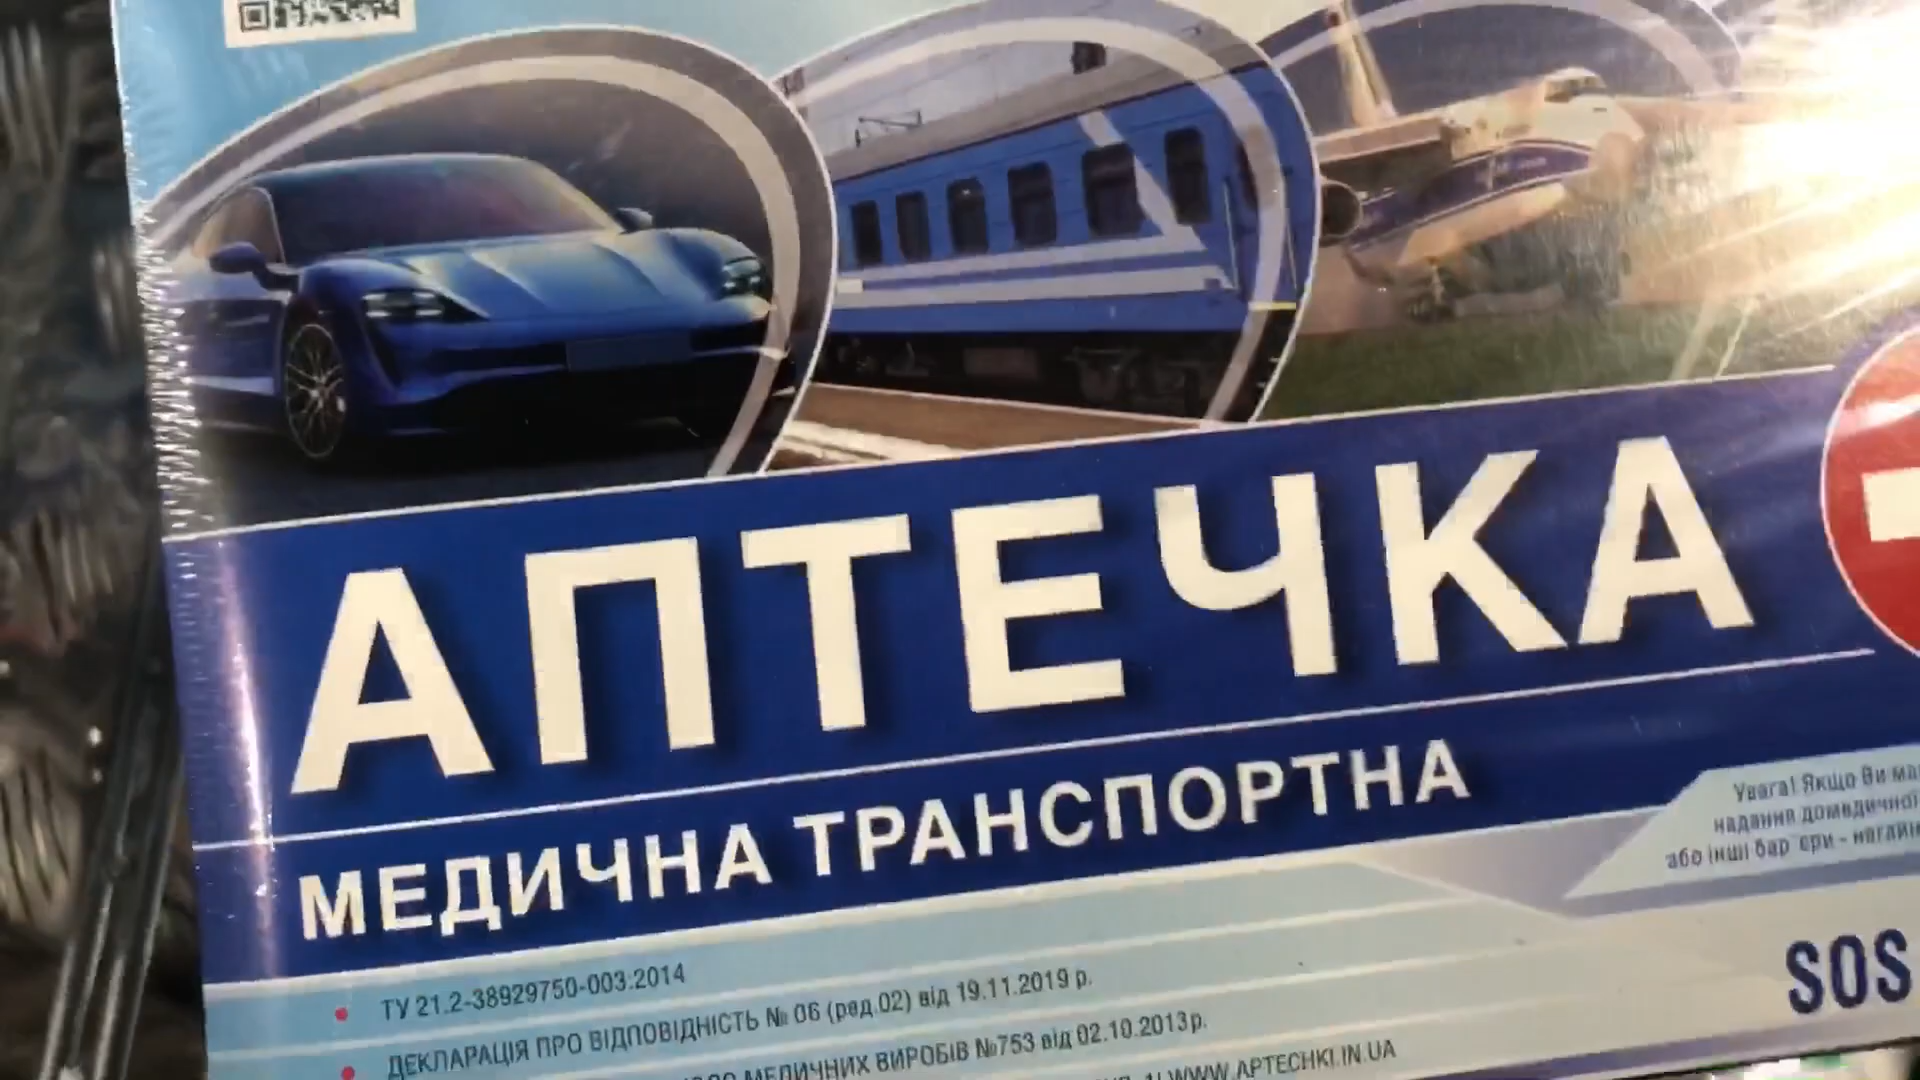 АПТЕЧКА
МЕДИЧНА ТРАНСПОРТНА
Увага! Якщо Ви
надання домедичної
або інші бар`єри -
SOS
ТУ 21.2-38929750-003:2014
ДЕКЛАРАЦІЯ ПРО ВІДПОВІДНІСТЬ № 06 (ред.02) від 19.11.2019 р.
МЕДИЧНИХ ВИРОБІВ №753 від 02.10.2013р.
WWW.APTECHKI.IN.UA